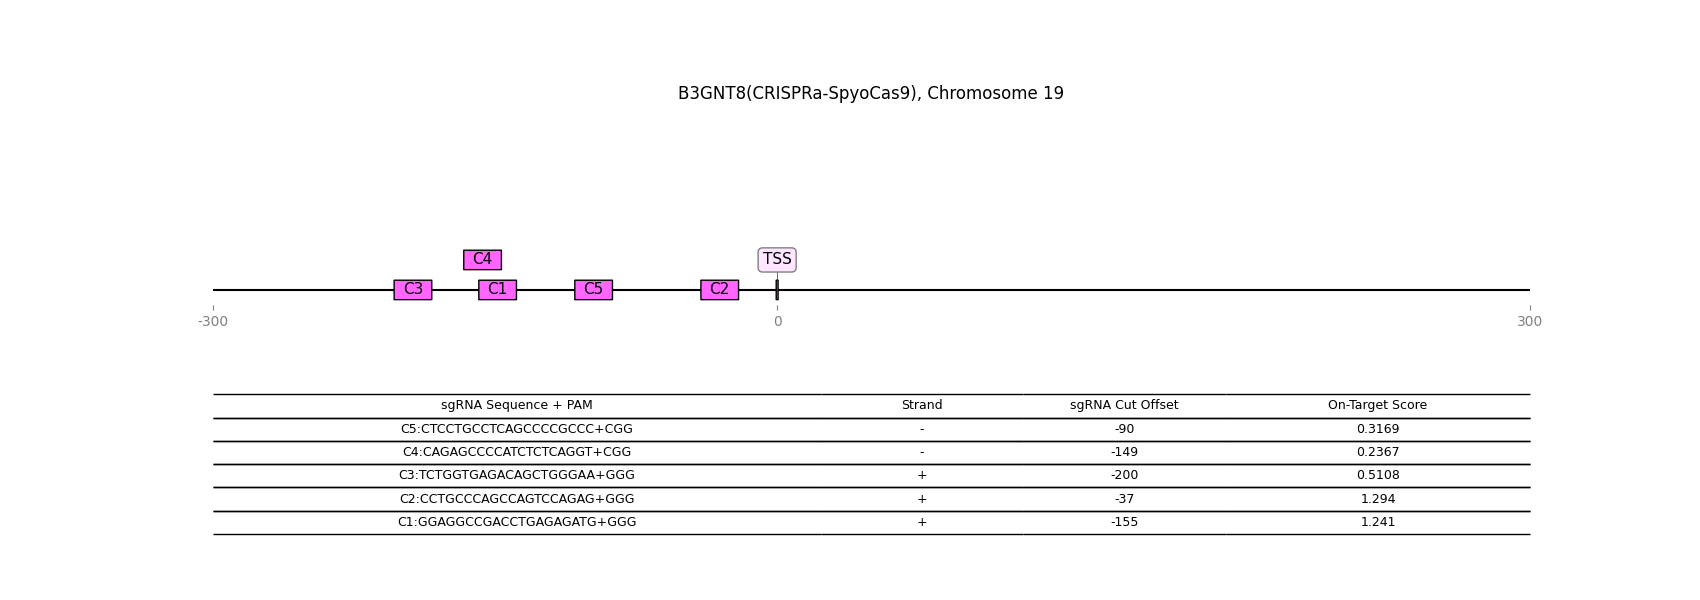 B3GNT8(CRISPRa-SpyoCas9), Chromosome 19
C4 TSS
C3 C1 C5 C2
-300 0 300
sgRNA Sequence + PAM Strand sgRNA Cut Offset On-Target Score
C5:CTCCTGCCTCAGCCCCGCCC+CGG - -90 0.3169
C4:CAGAGCCCCATCTCTCAGGT+CGG - -149 0.2367
C3:TCTGGTGAGACAGCTGGGAA+GGG + -200 0.5108
C2:CCTGCCCAGCCAGTCCAGAG+GGG + -37 1.294
C1:GGAGGCCGACCTGAGAGATG+GGG + -155 1.241